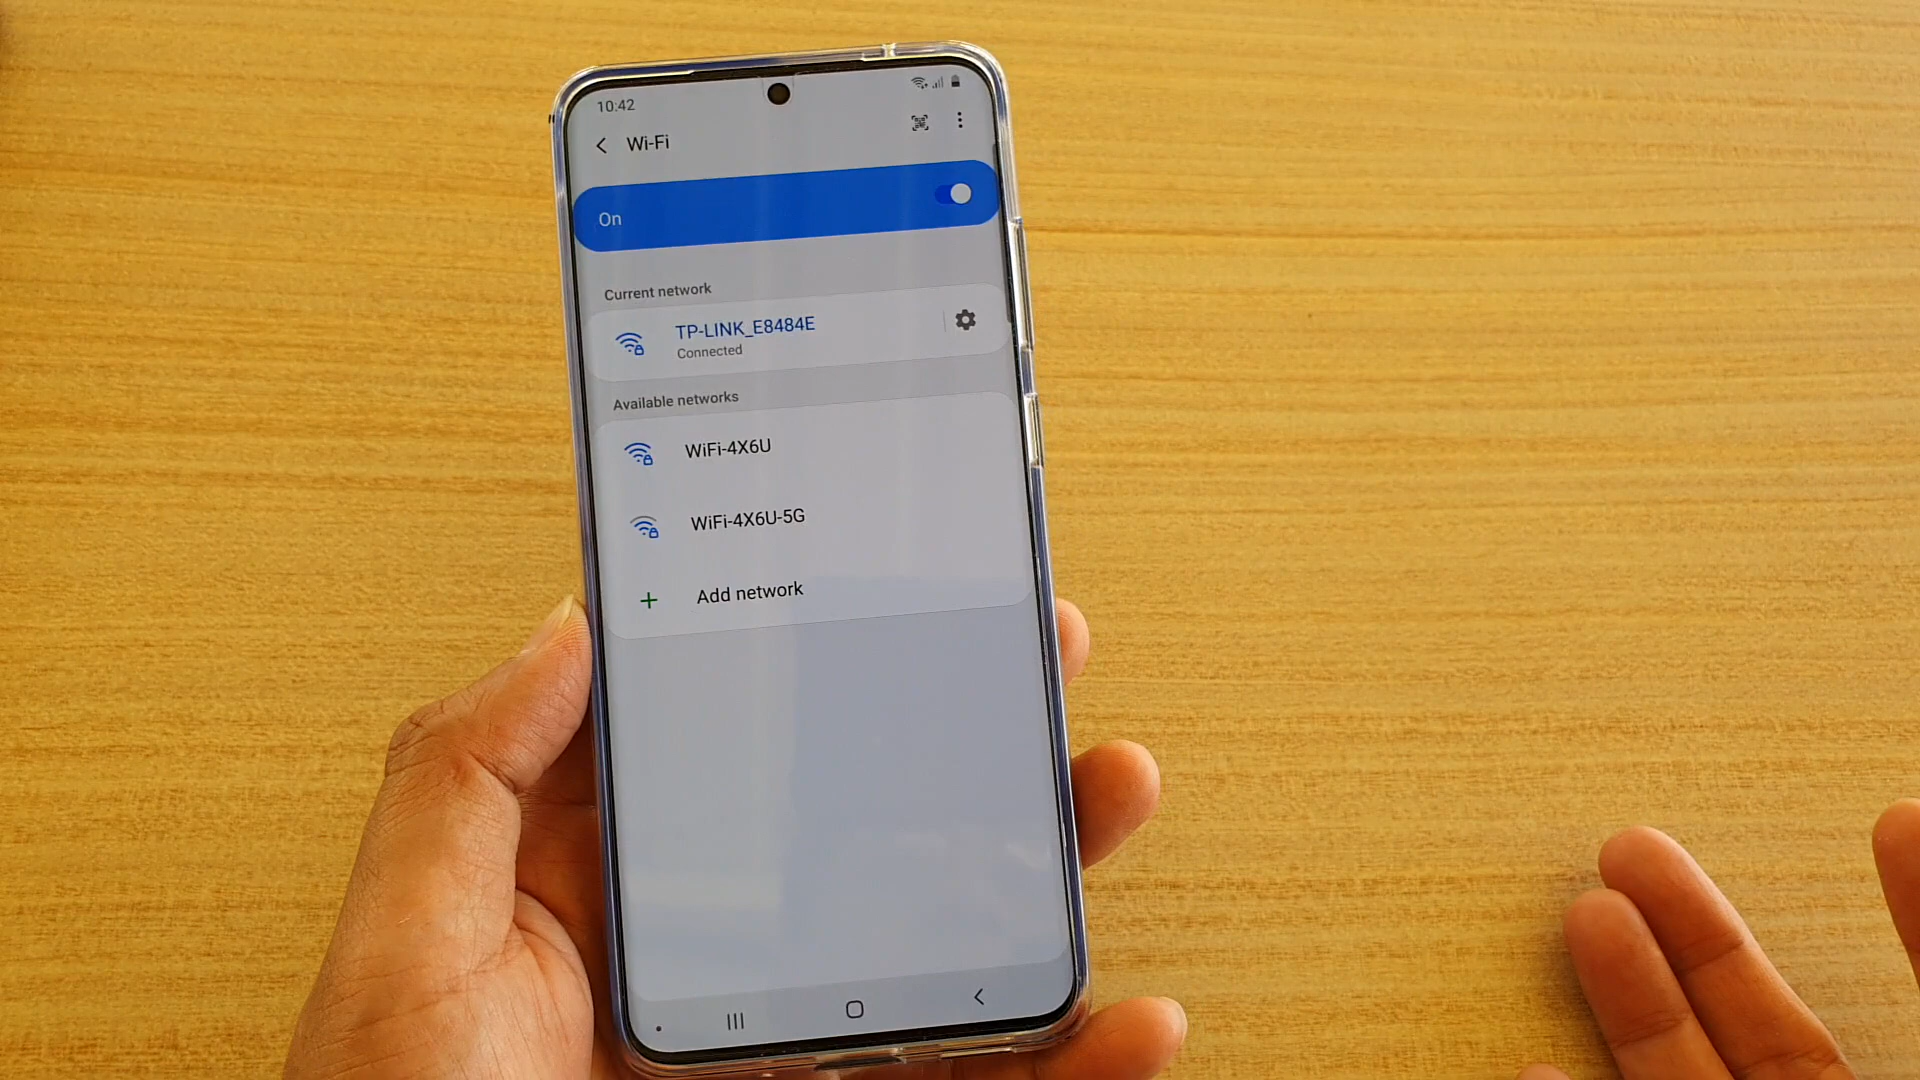 10:42
Wi-Fi
On
Current network
TP-LINK_E8484E
Connected
Available networks
WiFi-4X6U
WiFi-4X6U-5G
Add network